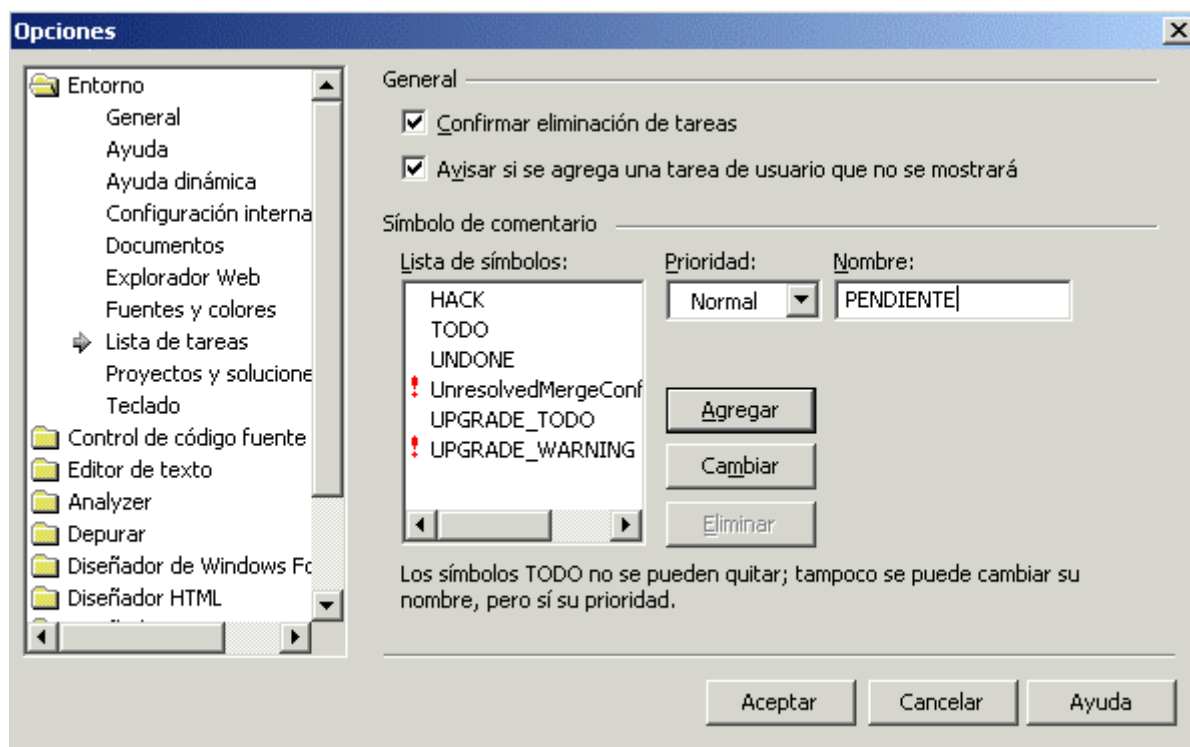 Opciones
Entorno
General
Ayuda
Ayuda dinámica
Configuración interna
Documentos
Explorador Web
Fuentes y colores
Lista de tareas
Proyectos y solucione
Teclado
Control de código fuente
Editor de texto
Analyzer
Depurar
Diseñador de Windows Fo
Diseñador HTML
General
Confirmar eliminación de tareas
Avisar si se agrega una tarea de usuario que no se mostrará
Símbolo de comentario
Lista de símbolos:
HACK
TODO
UNDONE
UnresolvedMergeConf
UPGRADE_TODO
UPGRADE_WARNING
Prioridad:
Normal
Nombre:
PENDIENTE
Agregar
Cambiar
Eliminar
Los símbolos TODO no se pueden quitar; tampoco se puede cambiar su
nombre, pero sí su prioridad.
Aceptar
Cancelar
Ayuda